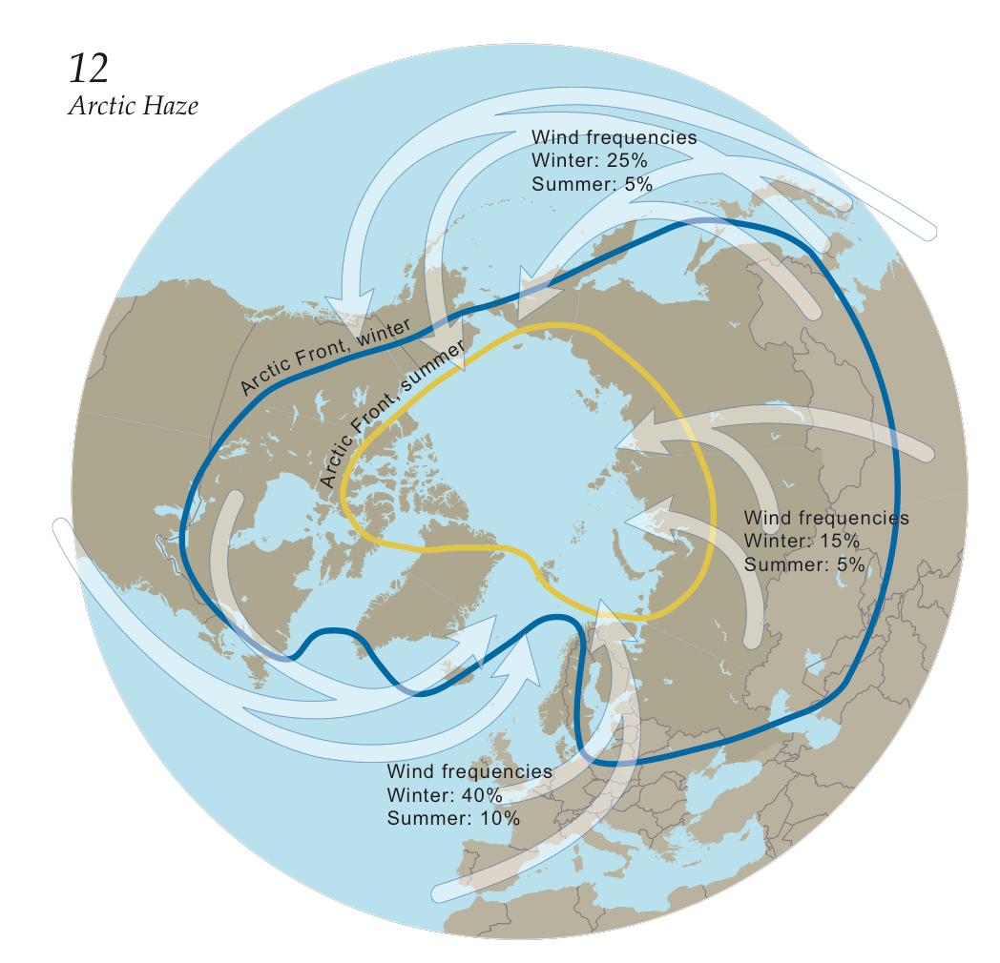 12
Arctic Haze
Wind frequencies
Winter: 25%
Summer: 5%
Arctic Front, winter
Arctic Front, summer
Wind frequencies
Winter: 15%
Summer: 5%
Wind frequencies
Winter: 40%
Summer: 10%